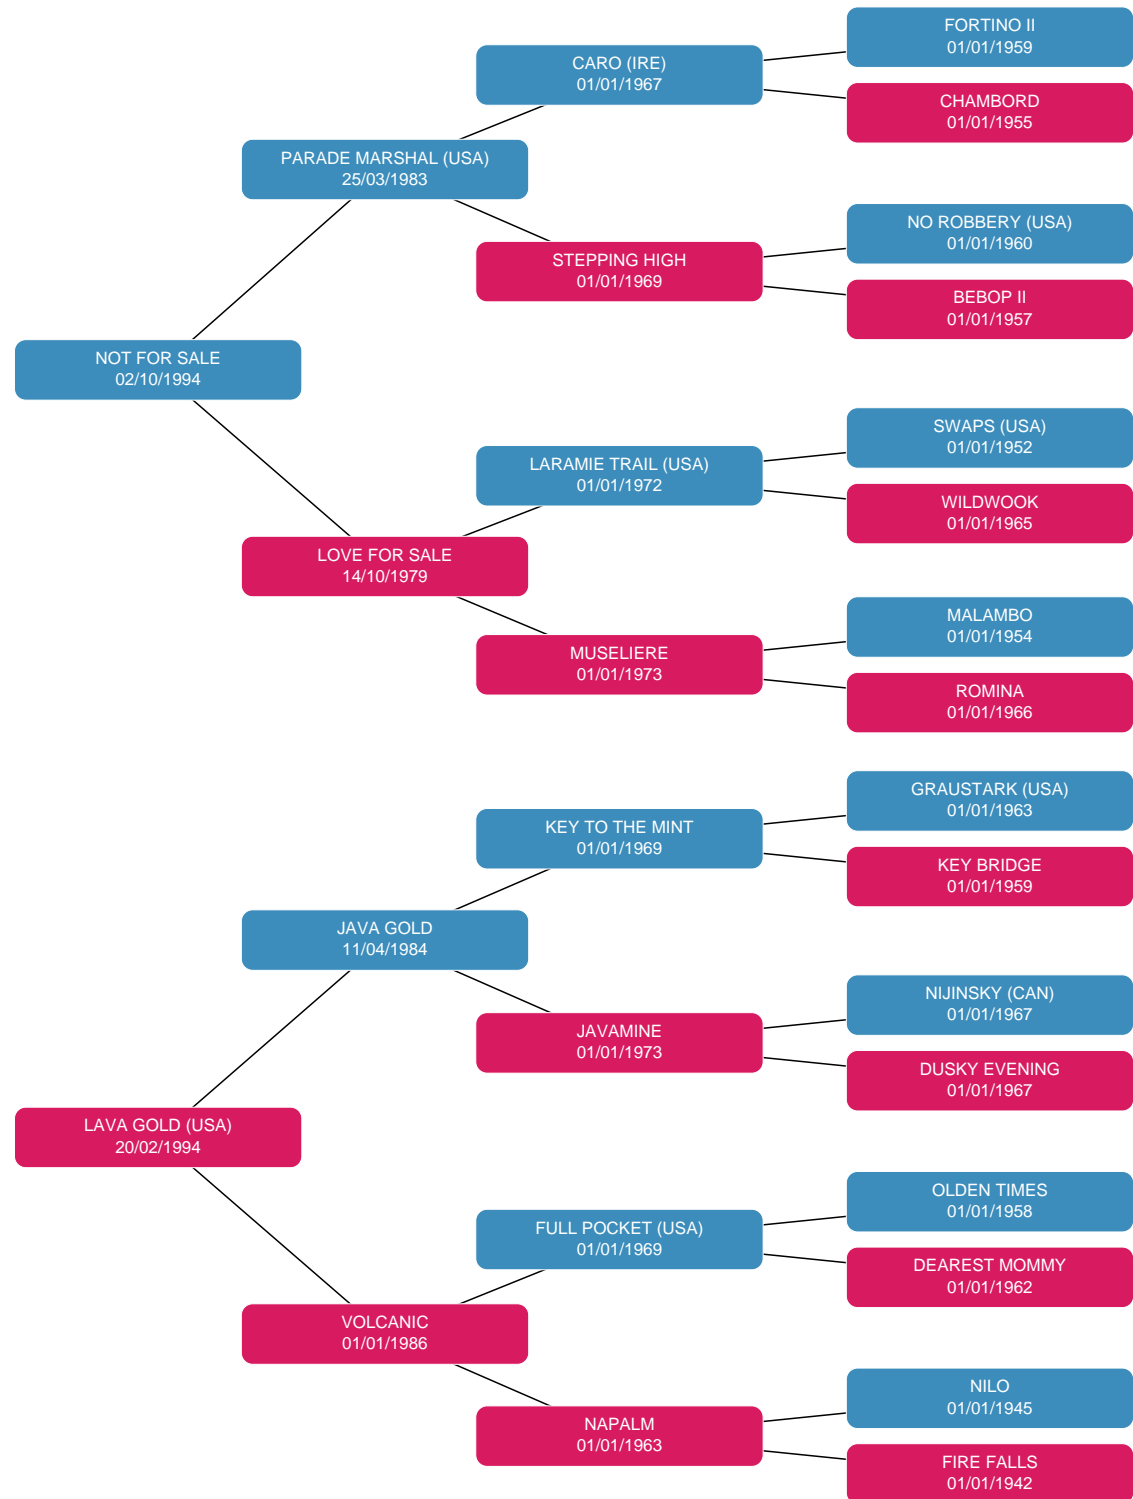 FORTINO II
01/01/1959
CARO (IRE)
01/01/1967
CHAMBORD
01/01/1955
PARADE MARSHAL (USA)
25/03/1983
NO ROBBERY (USA)
01/01/1960
STEPPING HIGH
01/01/1969
BEBOP II
01/01/1957
NOT FOR SALE
02/10/1994
SWAPS (USA)
01/01/1952
LARAMIE TRAIL (USA)
01/01/1972
WILDWOOK
01/01/1965
LOVE FOR SALE
14/10/1979
MALAMBO
01/01/1954
MUSELIERE
01/01/1973
ROMINA
01/01/1966
GRAUSTARK (USA)
01/01/1963
KEY TO THE MINT
01/01/1969
KEY BRIDGE
01/01/1959
JAVA GOLD
11/04/1984
NIJINSKY (CAN)
01/01/1967
JAVAMINE
01/01/1973
DUSKY EVENING
01/01/1967
LAVA GOLD (USA)
20/02/1994
OLDEN TIMES
01/01/1958
FULL POCKET (USA)
01/01/1969
DEAREST MOMMY
01/01/1962
VOLCANIC
01/01/1986
NILO
01/01/1945
NAPALM
01/01/1963
FIRE FALLS
01/01/1942